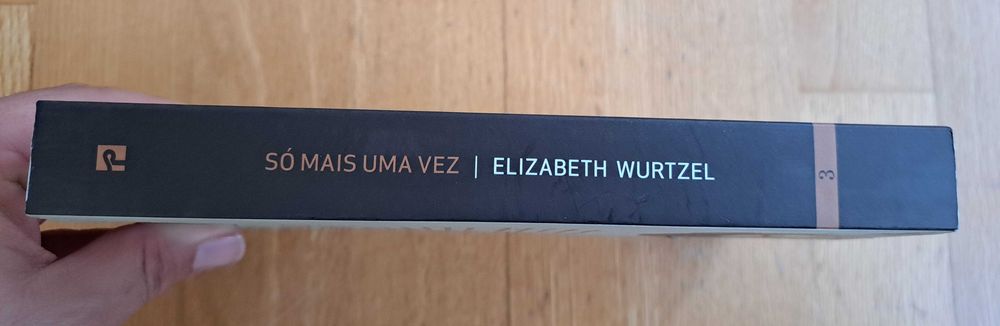 SÓ MAIS UMA VEZ | ELIZABETH WURTZEL
3